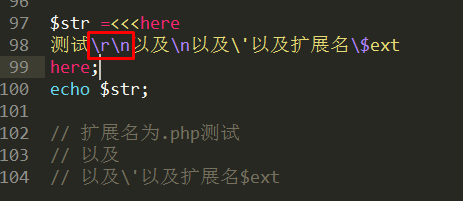 96
97 $str =<<<here
98 测试\r\n以及\n以及\'以及扩展名\$ext
99 here;
100 echo $str;
101
102 // 扩展名为.php测试
103 // 以及
104 // 以及\'以及扩展名$ext